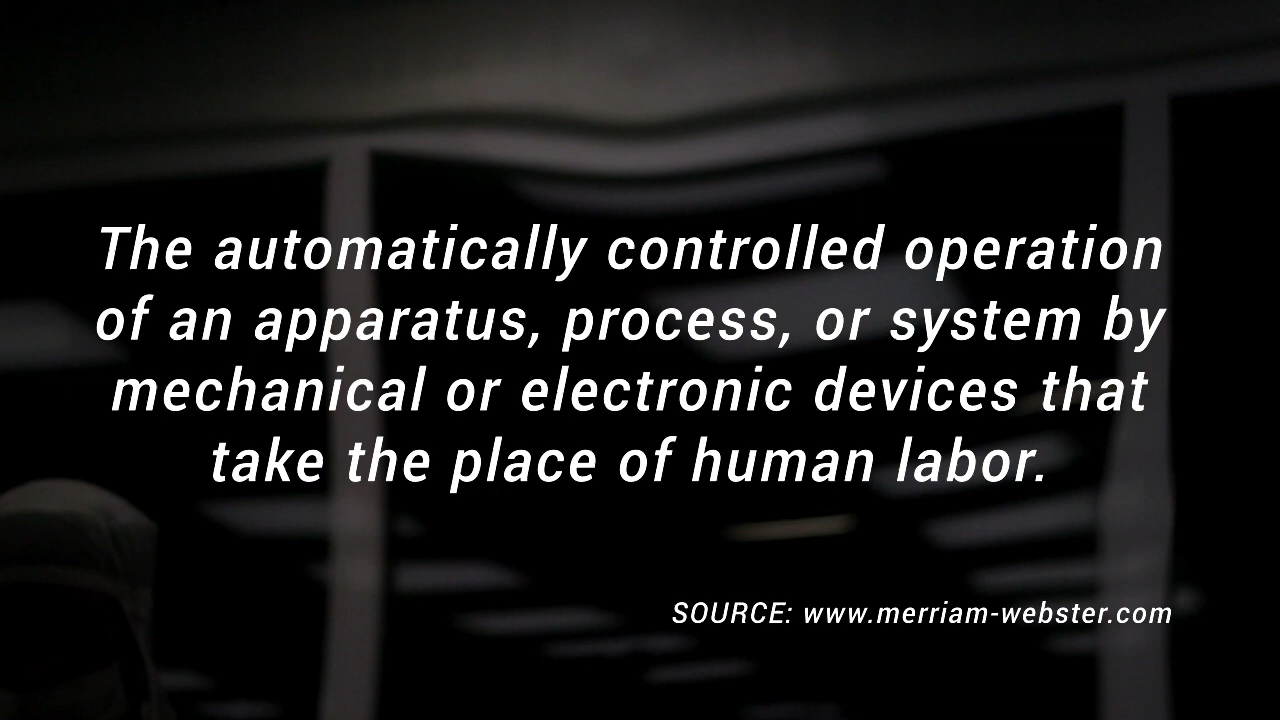 The automatically controlled operation
of an apparatus, process, or system by
mechanical or electronic devices that
take the place of human labor.
SOURCE: www.merriam-webster.com